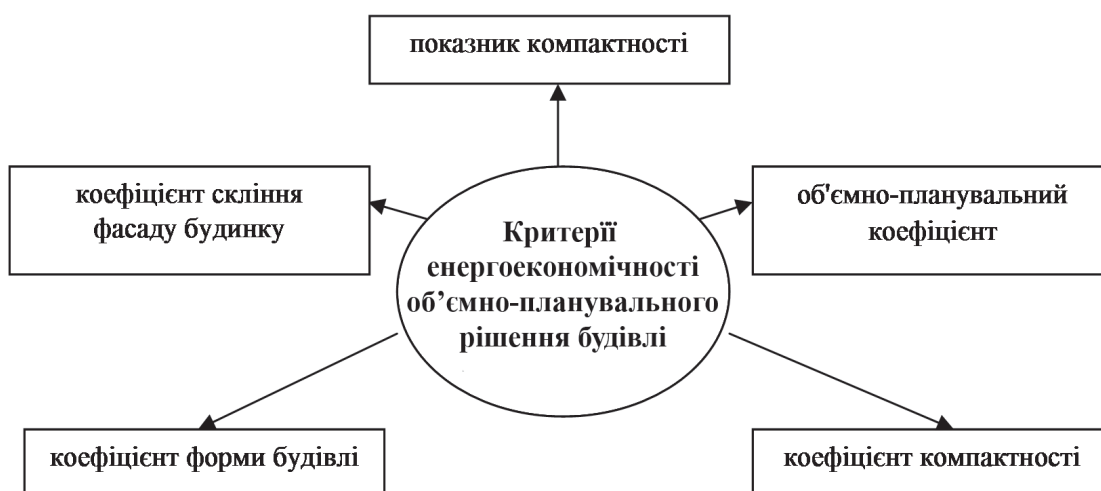 показник компактності
коефіцієнт скління
фасаду будинку
об'ємно-планувальний
коефіцієнт
Критерії
енергоекономічності
об’ємно-планувального
рішення будівлі
коефіцієнт форми будівлі
коефіцієнт компактності